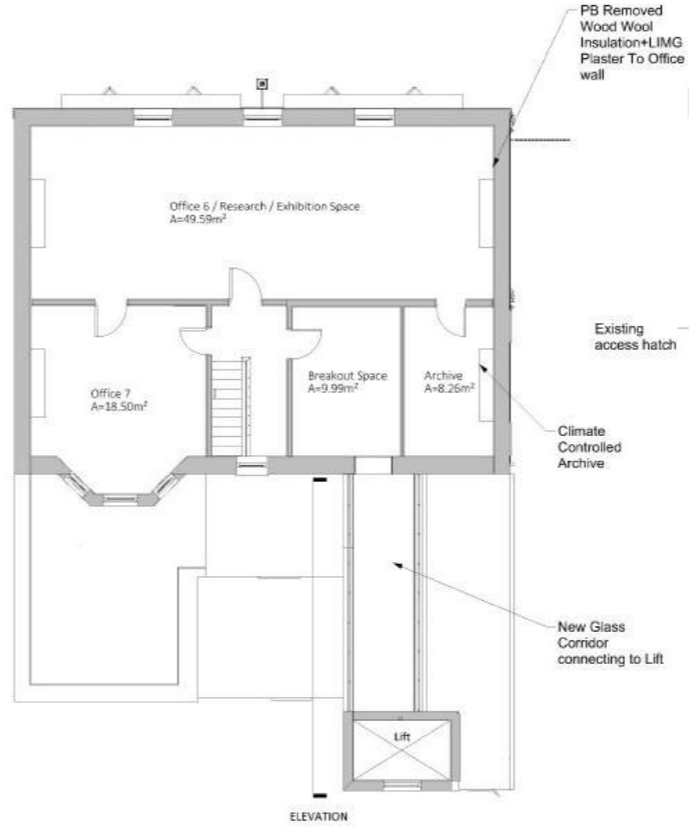 PB Removed
Wood Wool
Insulation+LIMG
Plaster To Office
wall
Office 6 / Research / Exhibition Space
A=49.59m²
Existing
access hatch
Office 7
A=18.50m²
Breakout Space
A=9.99m²
Archive
A=8.26m²
Climate
Controlled
Archive
New Glass
Corridor
connecting to Lift
Lift
ELEVATION